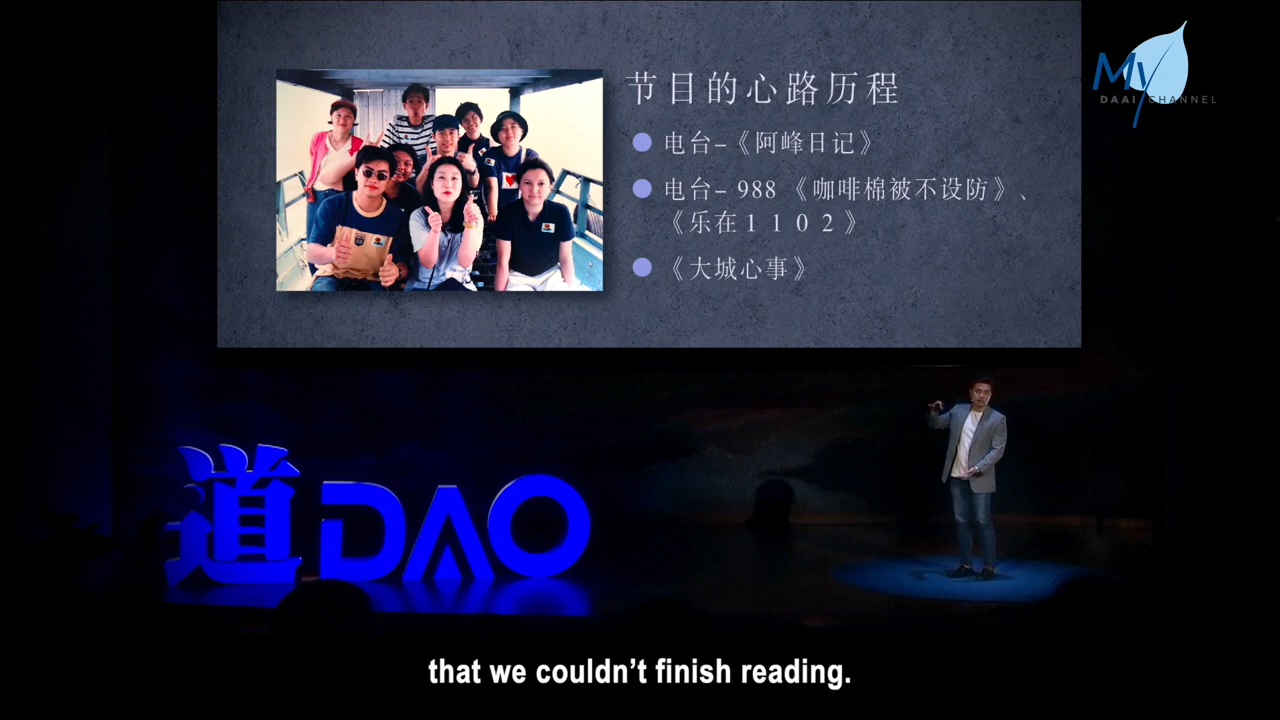 节目的心路历程
My
DAAI CHANNEL
电台–《阿峰日记》
电台– 988 《咖啡棉被不设防》、
《乐在1102》
《大城心事》
道DAO
that we couldn't finish reading.